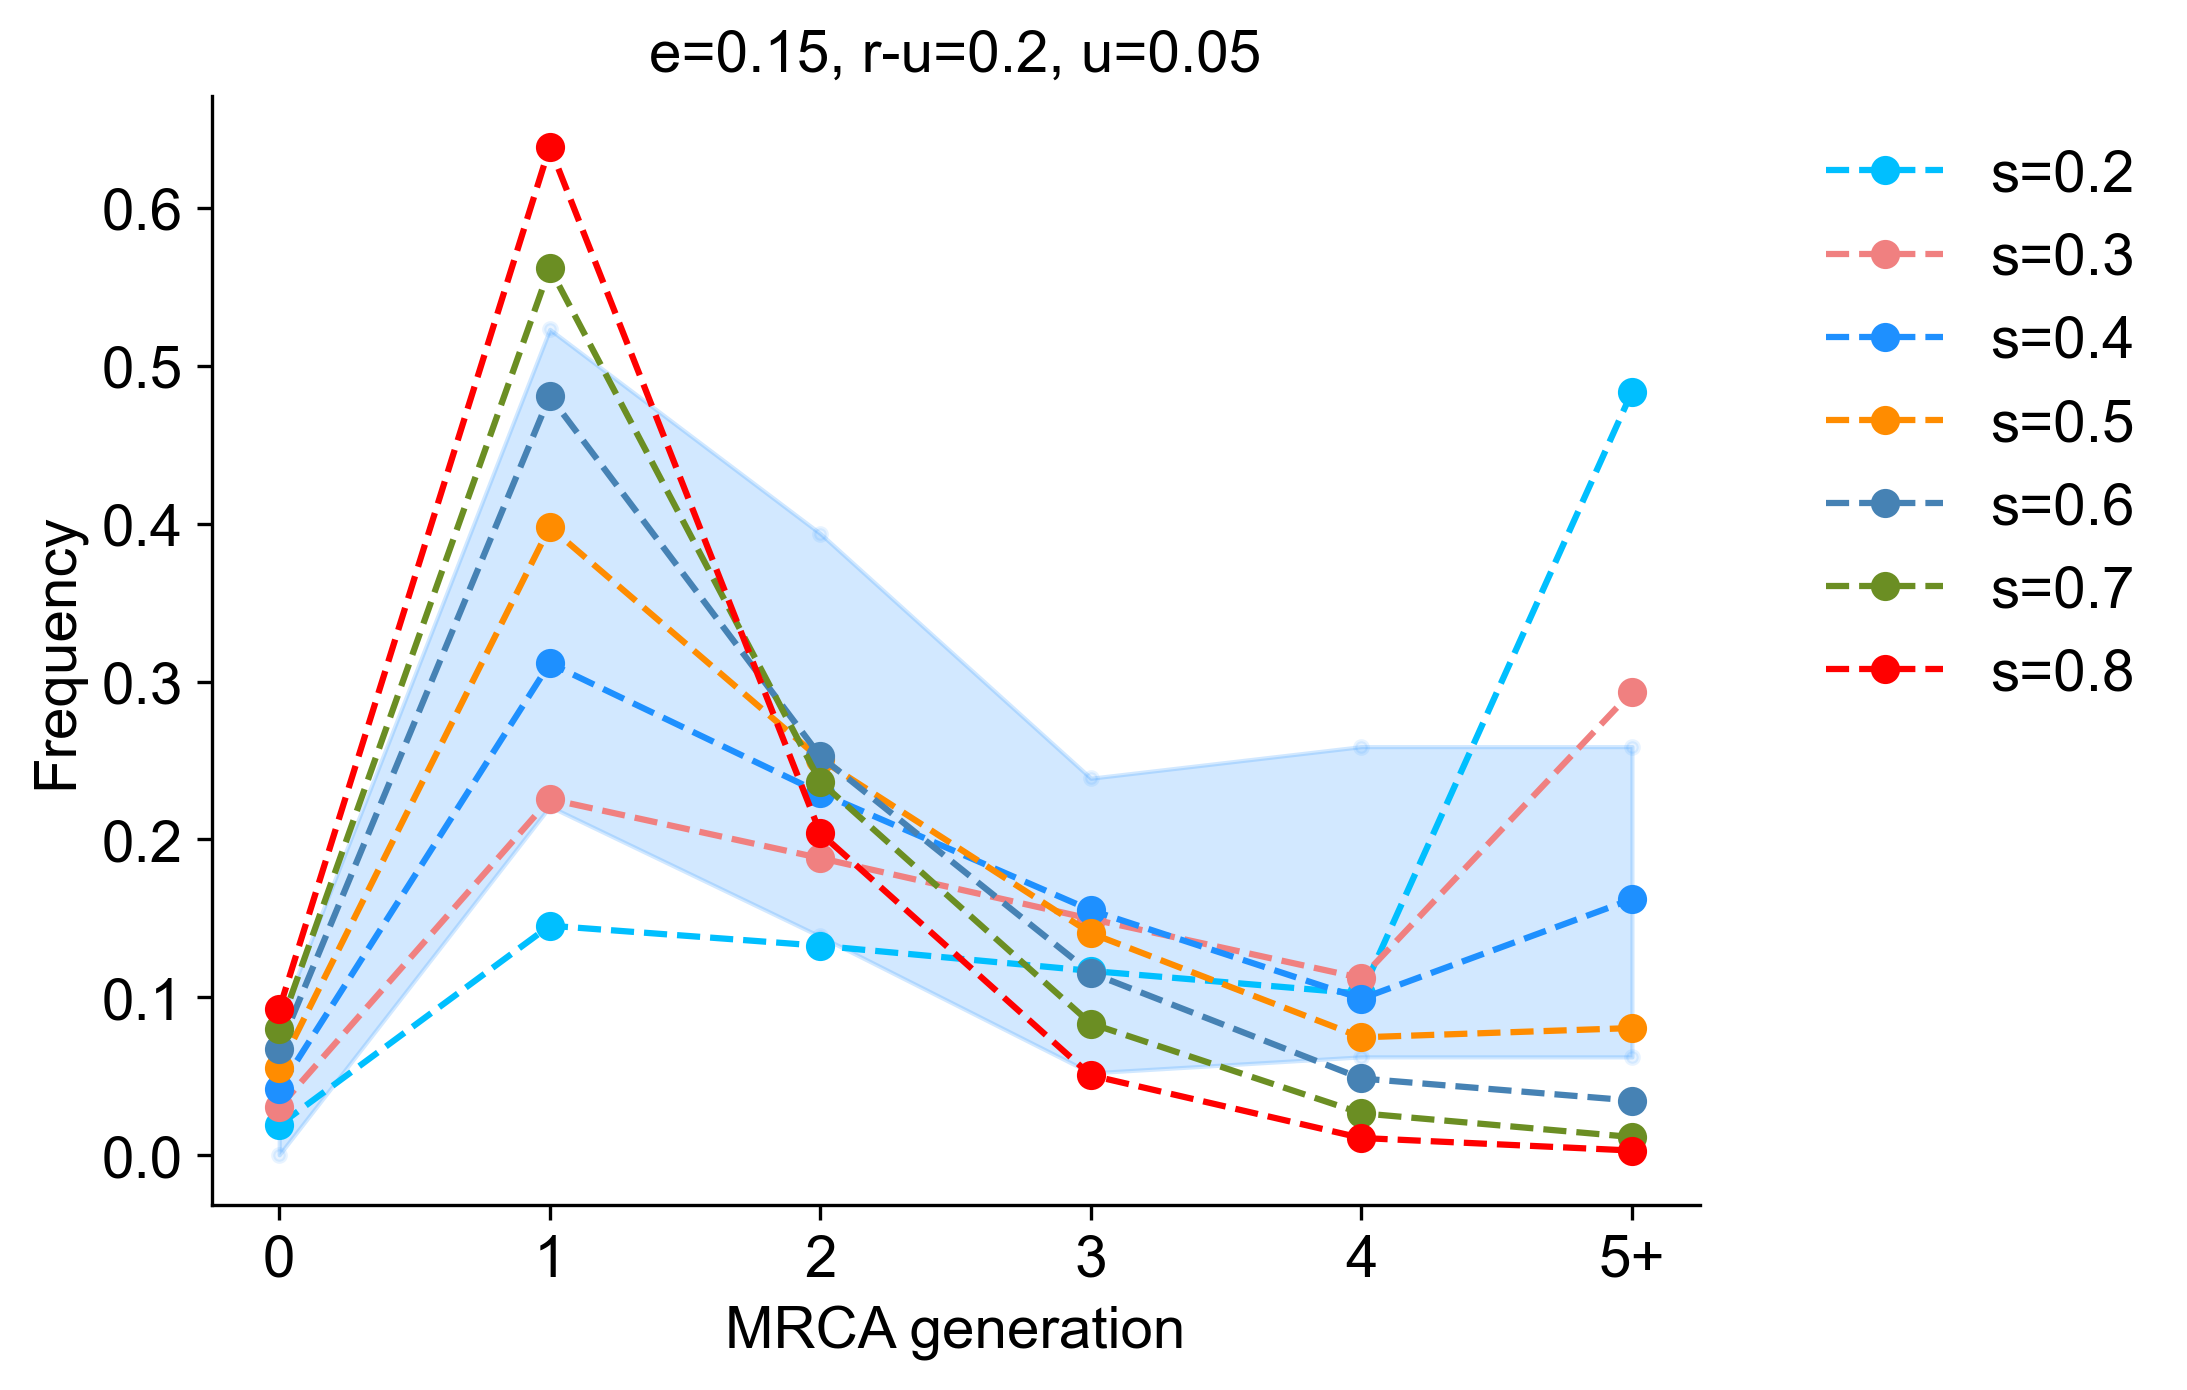 e=0.15, r-u=0.2, u=0.05
Frequency
0.6
0.5
0.4
0.3
0.2
0.1
0.0
0 1 2 3 4 5+
MRCA generation
s=0.2
s=0.3
s=0.4
s=0.5
s=0.6
s=0.7
s=0.8